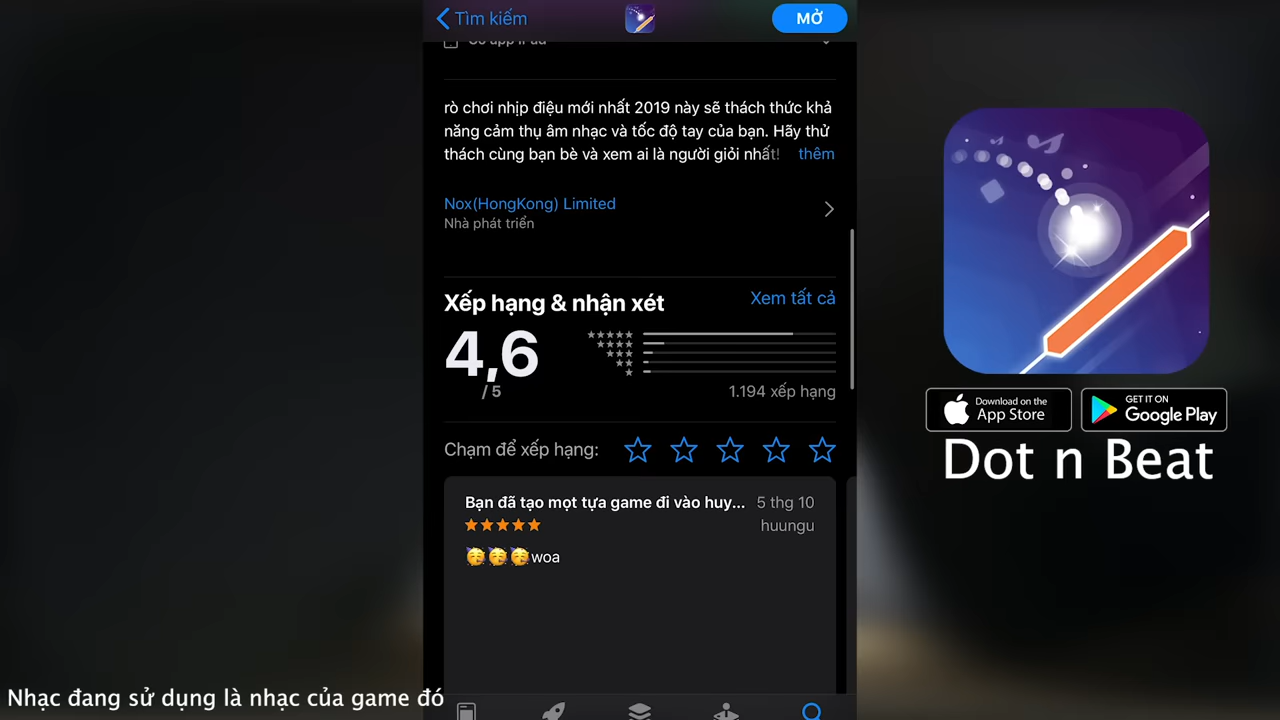 Tìm kiếm
MỞ
rò chơi nhịp điệu mới nhất 2019 này sẽ thách thức khả
năng cảm thụ âm nhạc và tốc độ tay của bạn. Hãy thử
thách cùng bạn bè và xem ai là người giỏi nhất! thêm
Nox(HongKong) Limited
Nhà phát triển
Xếp hạng & nhận xét
Xem tất cả
4,6
/ 5
1.194 xếp hạng
Chạm để xếp hạng:
Bạn đã tạo mọt tựa game đi vào huy... 5 thg 10
huungu
🥳🥳🥳woa
Download on the
App Store
GET IT ON
Google Play
Dot n Beat
Nhạc đang sử dụng là nhạc của game đó